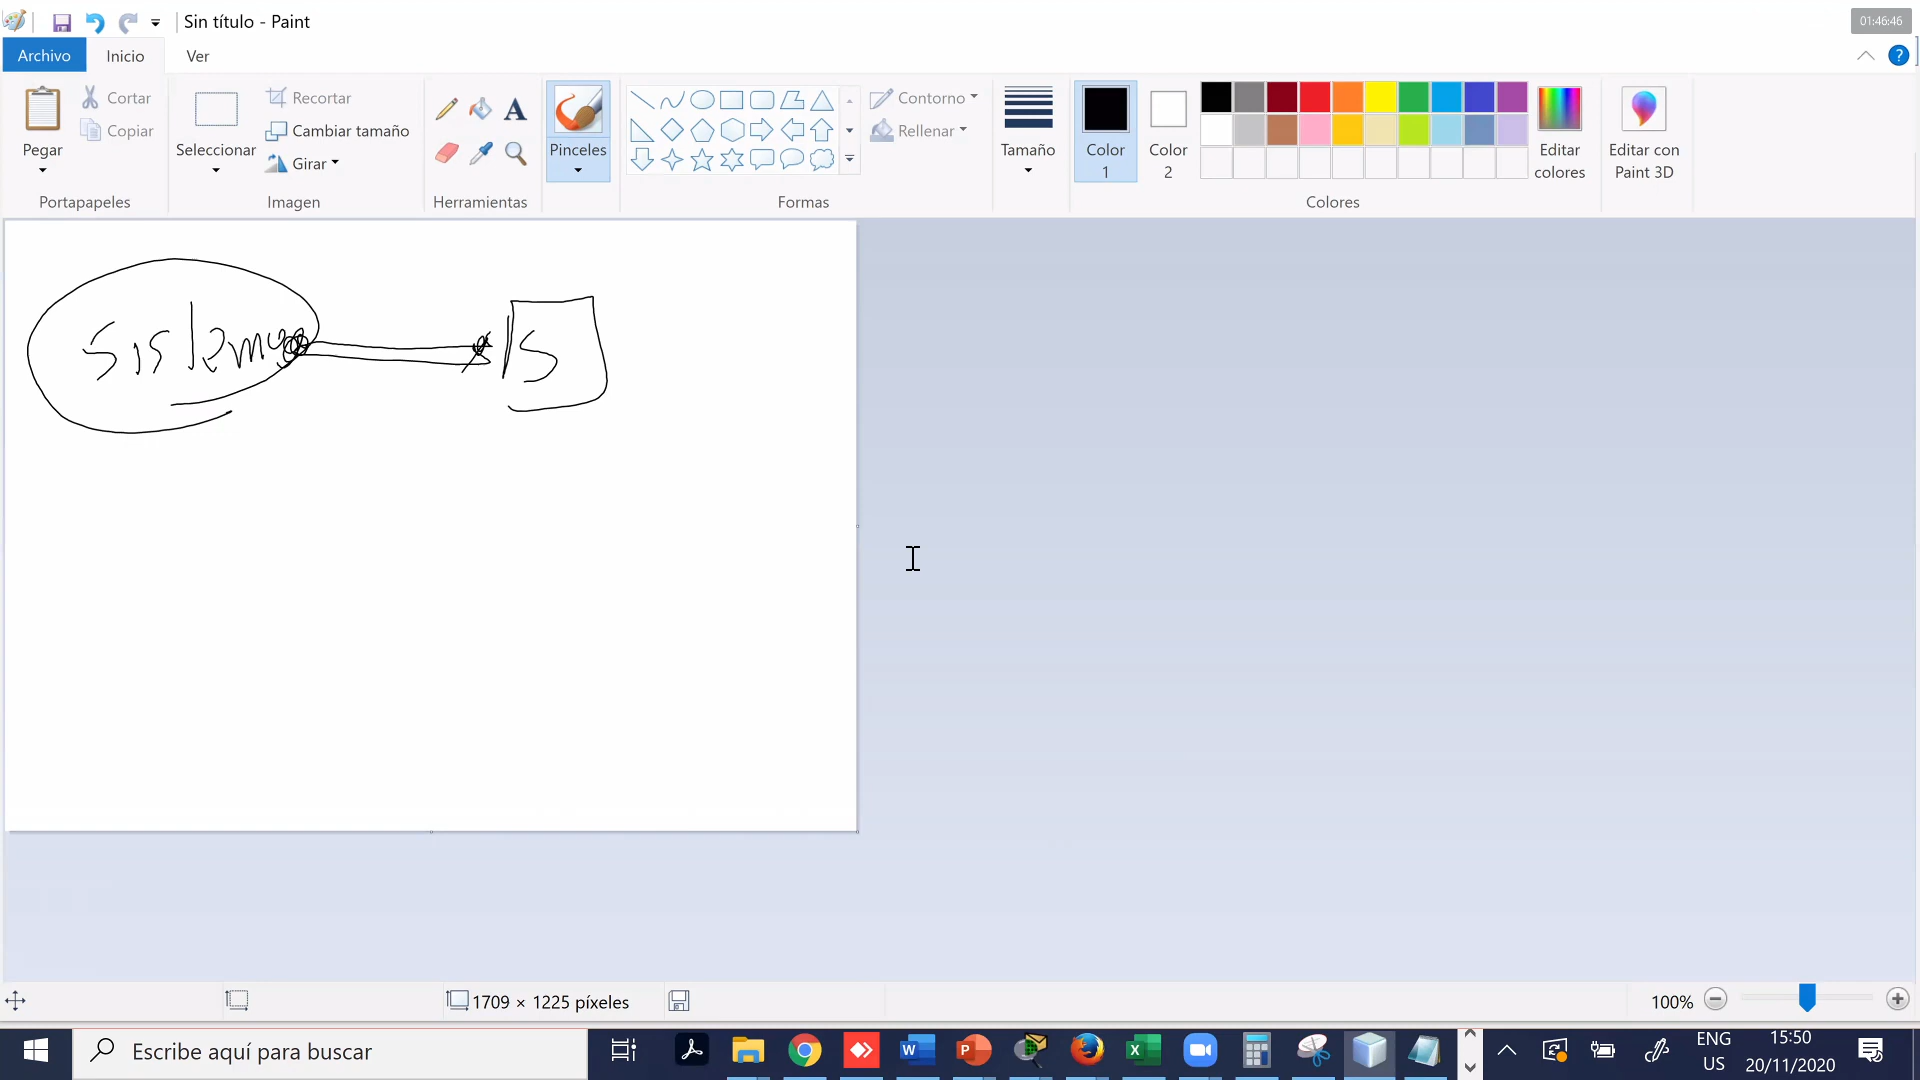 Sin título - Paint
01:46:46
Archivo
Inicio
Ver
Pegar
Cortar
Copiar
Portapapeles
Seleccionar
Recortar
Cambiar tamaño
Girar
Imagen
Herramientas
Pinceles
Contorno
Rellenar
Formas
Tamaño
Color
1
Color
2
Editar
colores
Colores
Editar con
Paint 3D
Sistema
S
1709 × 1225 píxeles
100%
Escribe aquí para buscar
ENG
US
15:50
20/11/2020